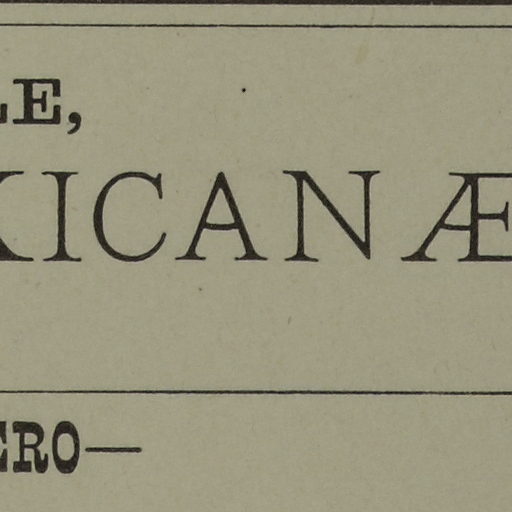 LE,
XICANÆ
ERO—